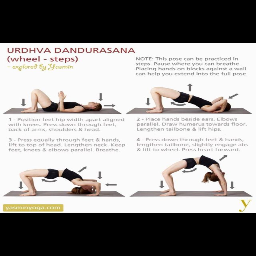 URDHVA DANDURASANA
(wheel - steps)
- explored by Yasmin
NOTE: This pose can be practiced in
steps. Pause where you can breathe.
Placing hands on blocks against a wall
can help you extend into the full pose.
1 - Position feet hip width apart aligned
with knees. Press down through feet,
back of arms, shoulders & head.
2 - Place hands beside ears. Elbows
parallel. Draw humerus towards floor.
Lengthen tailbone & lift hips.
3 - Press equally through feet & hands,
lift to top of head. Lengthen neck. Keep
feet, knees & elbows parallel. Breathe.
4 - Press down through feet & hands,
lengthen tailbone, slightly engage abs
& lift to wheel. Press heart forward.
yasminyoga.com
y